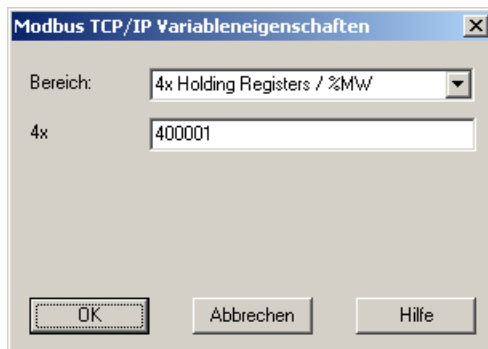 Modbus TCP/IP Variableneigenschaften
Bereich: 4x Holding Registers / %MW
4x 400001
OK Abbrechen Hilfe